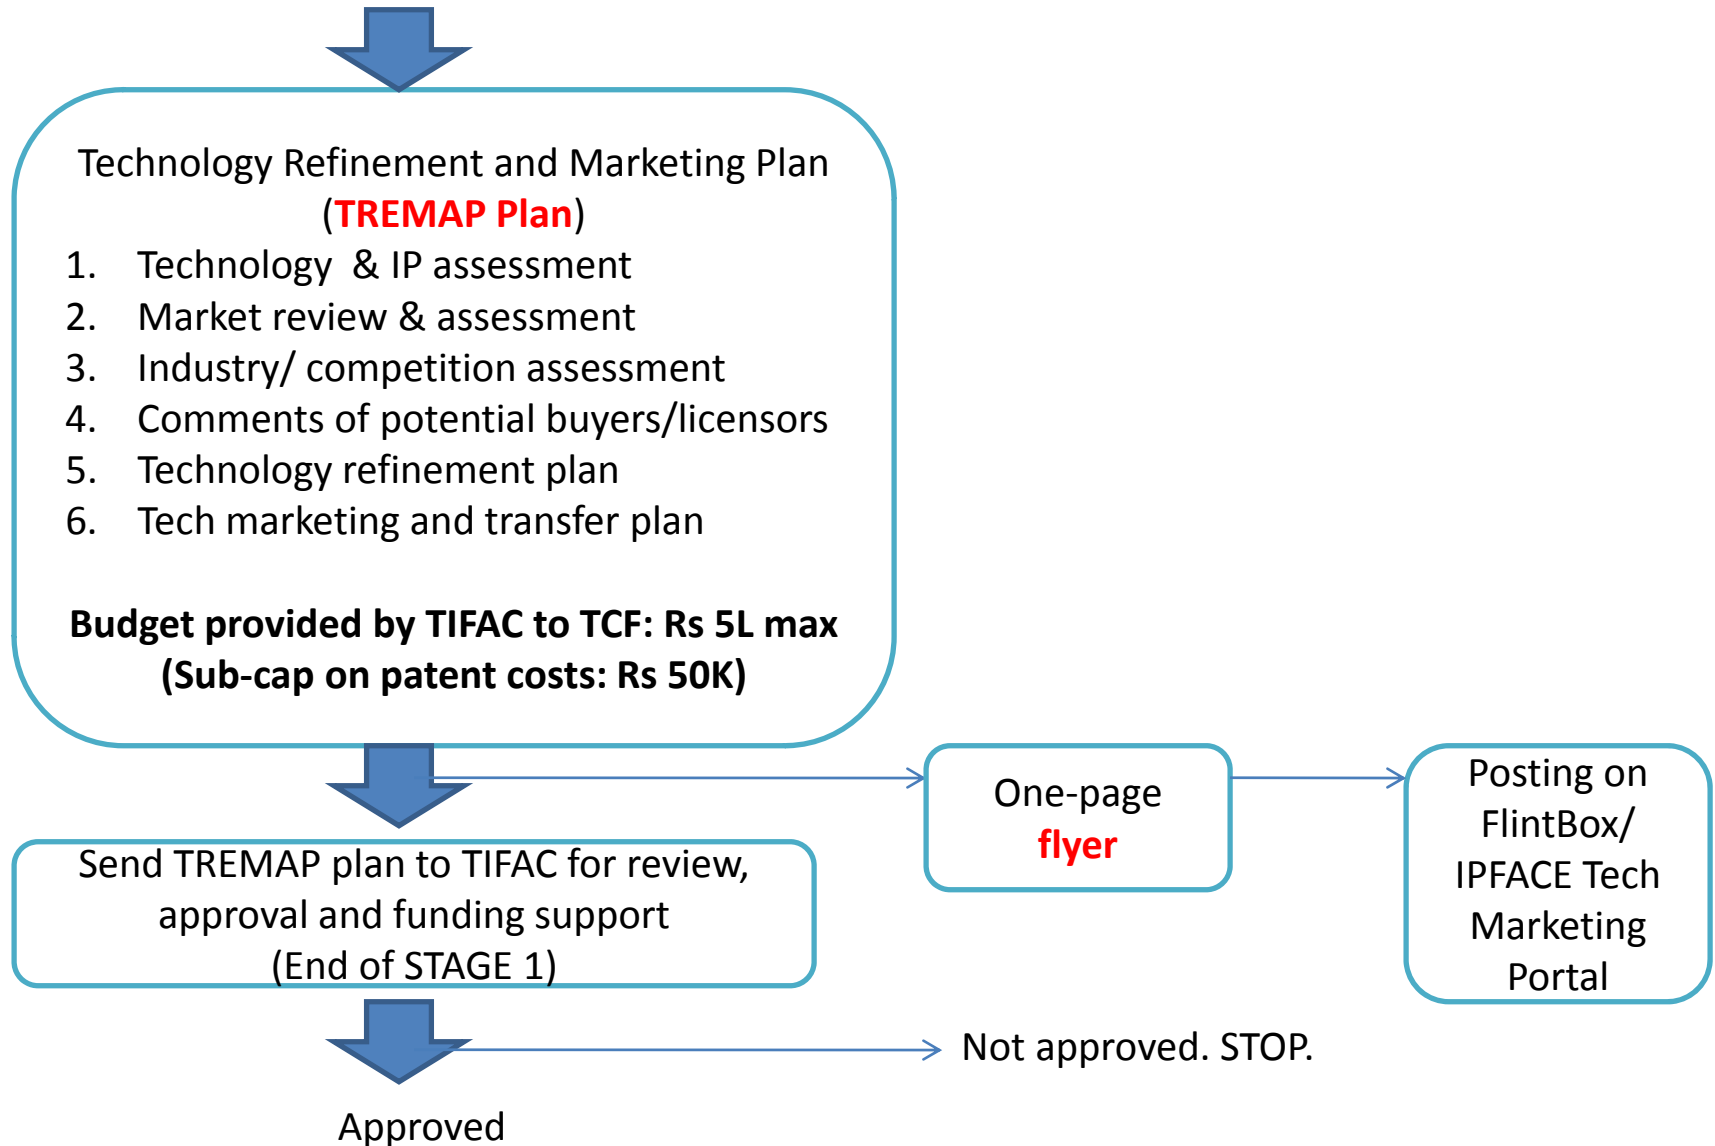 Technology Refinement and Marketing Plan
(TREMAP Plan)
1. Technology & IP assessment
2. Market review & assessment
3. Industry/ competition assessment
4. Comments of potential buyers/licensors
5. Technology refinement plan
6. Tech marketing and transfer plan
Budget provided by TIFAC to TCF: Rs 5L max
(Sub-cap on patent costs: Rs 50K)
One-page
flyer
Posting on
FlintBox/
IPFACE Tech
Marketing
Portal
Send TREMAP plan to TIFAC for review,
approval and funding support
(End of STAGE 1)
Not approved. STOP.
Approved